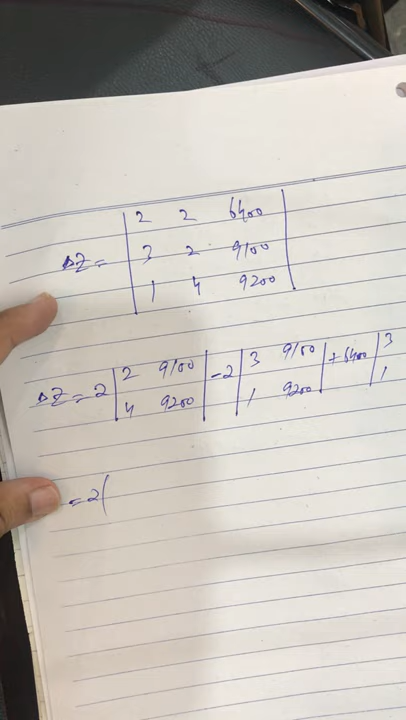 ΔZ = | 2 2 6400 |
| 3 2 9100 |
| 1 4 9200 |
ΔZ = 2 | 2 9100 | - 2 | 3 9100 | + 6400 | 3
| 4 9200 | | 1 9200 | | 1
= 2(